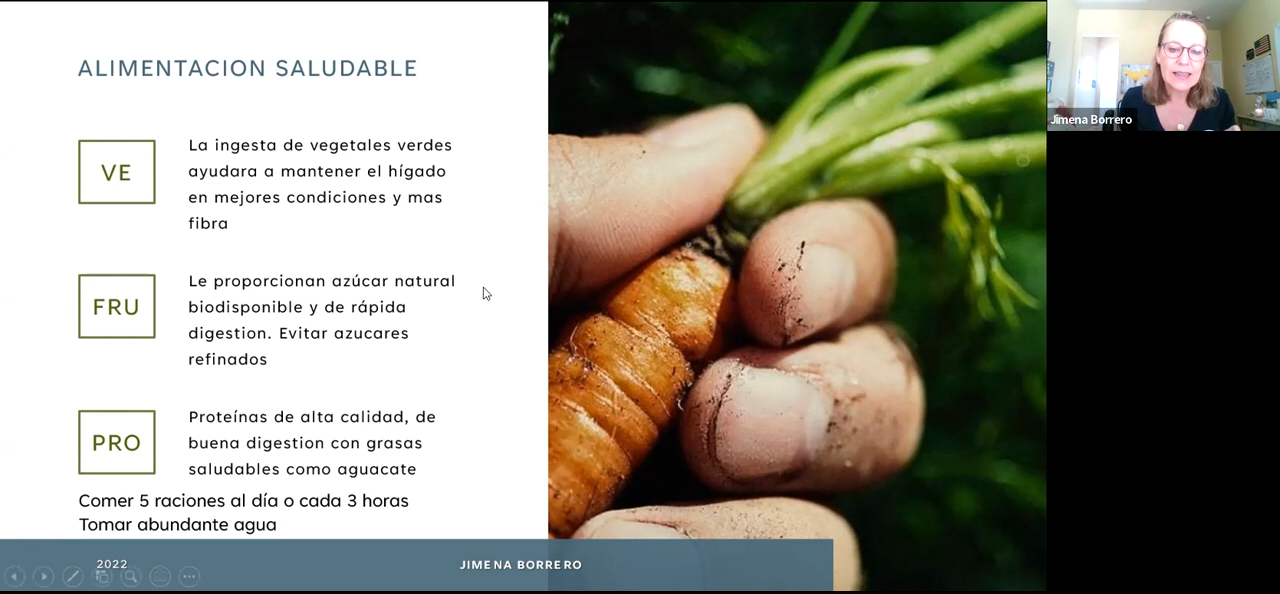 ALIMENTACION SALUDABLE
VE
La ingesta de vegetales verdes
ayudara a mantener el hígado
en mejores condiciones y mas
fibra
FRU
Le proporcionan azúcar natural
biodisponible y de rápida
digestion. Evitar azucares
refinados
PRO
Proteínas de alta calidad, de
buena digestion con grasas
saludables como aguacate
Comer 5 raciones al día o cada 3 horas
Tomar abundante agua
2022
JIMENA BORRERO
Jimena Borrero